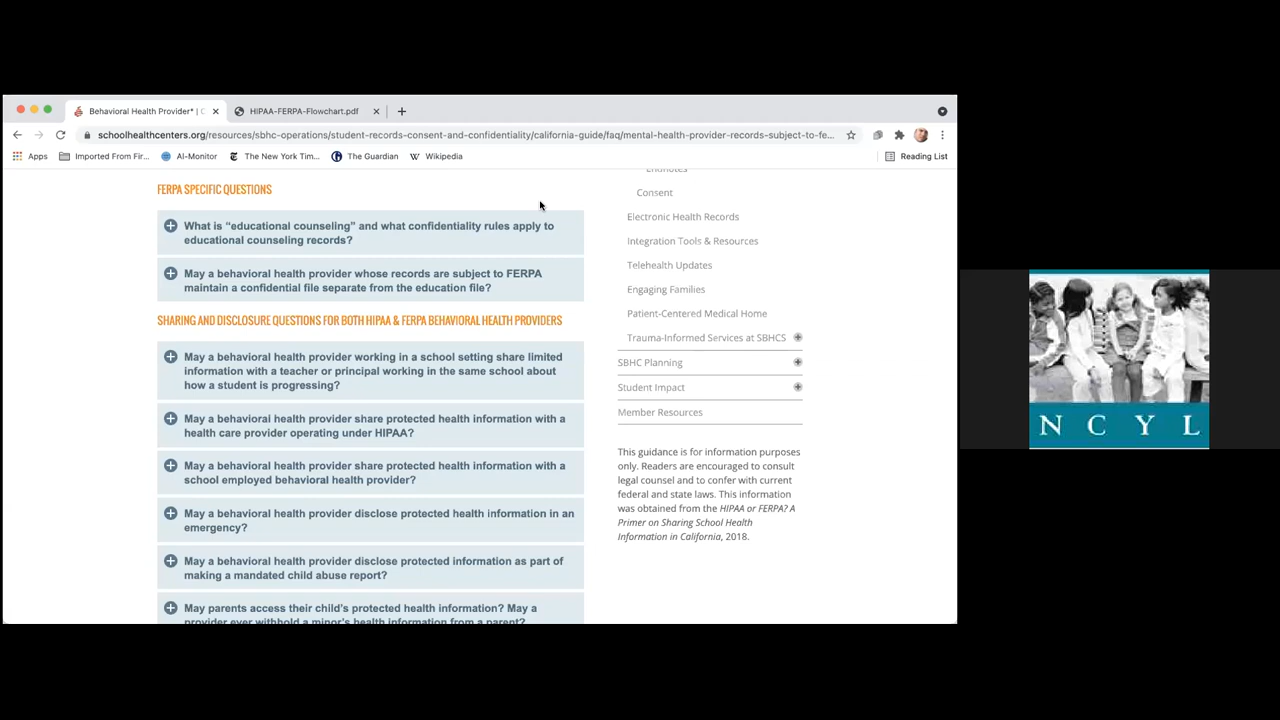 Behavioral Health Provider* | C
HIPAA-FERPA-Flowchart.pdf
schoolhealthcenters.org/resources/sbhc-operations/student-records-consent-and-confidentiality/california-guide/faq/mental-health-provider-records-subject-to-fe...
Apps
Imported From Fir...
Al-Monitor
The New York Tim...
The Guardian
Wikipedia
Reading List
FERPA SPECIFIC QUESTIONS
What is “educational counseling” and what confidentiality rules apply to
educational counseling records?
May a behavioral health provider whose records are subject to FERPA
maintain a confidential file separate from the education file?
SHARING AND DISCLOSURE QUESTIONS FOR BOTH HIPAA & FERPA BEHAVIORAL HEALTH PROVIDERS
May a behavioral health provider working in a school setting share limited
information with a teacher or principal working in the same school about
how a student is progressing?
May a behavioral health provider share protected health information with a
health care provider operating under HIPAA?
May a behavioral health provider share protected health information with a
school employed behavioral health provider?
May a behavioral health provider disclose protected health information in an
emergency?
May a behavioral health provider disclose protected information as part of
making a mandated child abuse report?
May parents access their child’s protected health information? May a
provider ever withhold a minor’s health information from a parent?
Endnotes
Consent
Electronic Health Records
Integration Tools & Resources
Telehealth Updates
Engaging Families
Patient-Centered Medical Home
Trauma-Informed Services at SBHCS
SBHC Planning
Student Impact
Member Resources
This guidance is for information purposes
only. Readers are encouraged to consult
legal counsel and to confer with current
federal and state laws. This information
was obtained from the HIPAA or FERPA? A
Primer on Sharing School Health
Information in California, 2018.
N C Y L